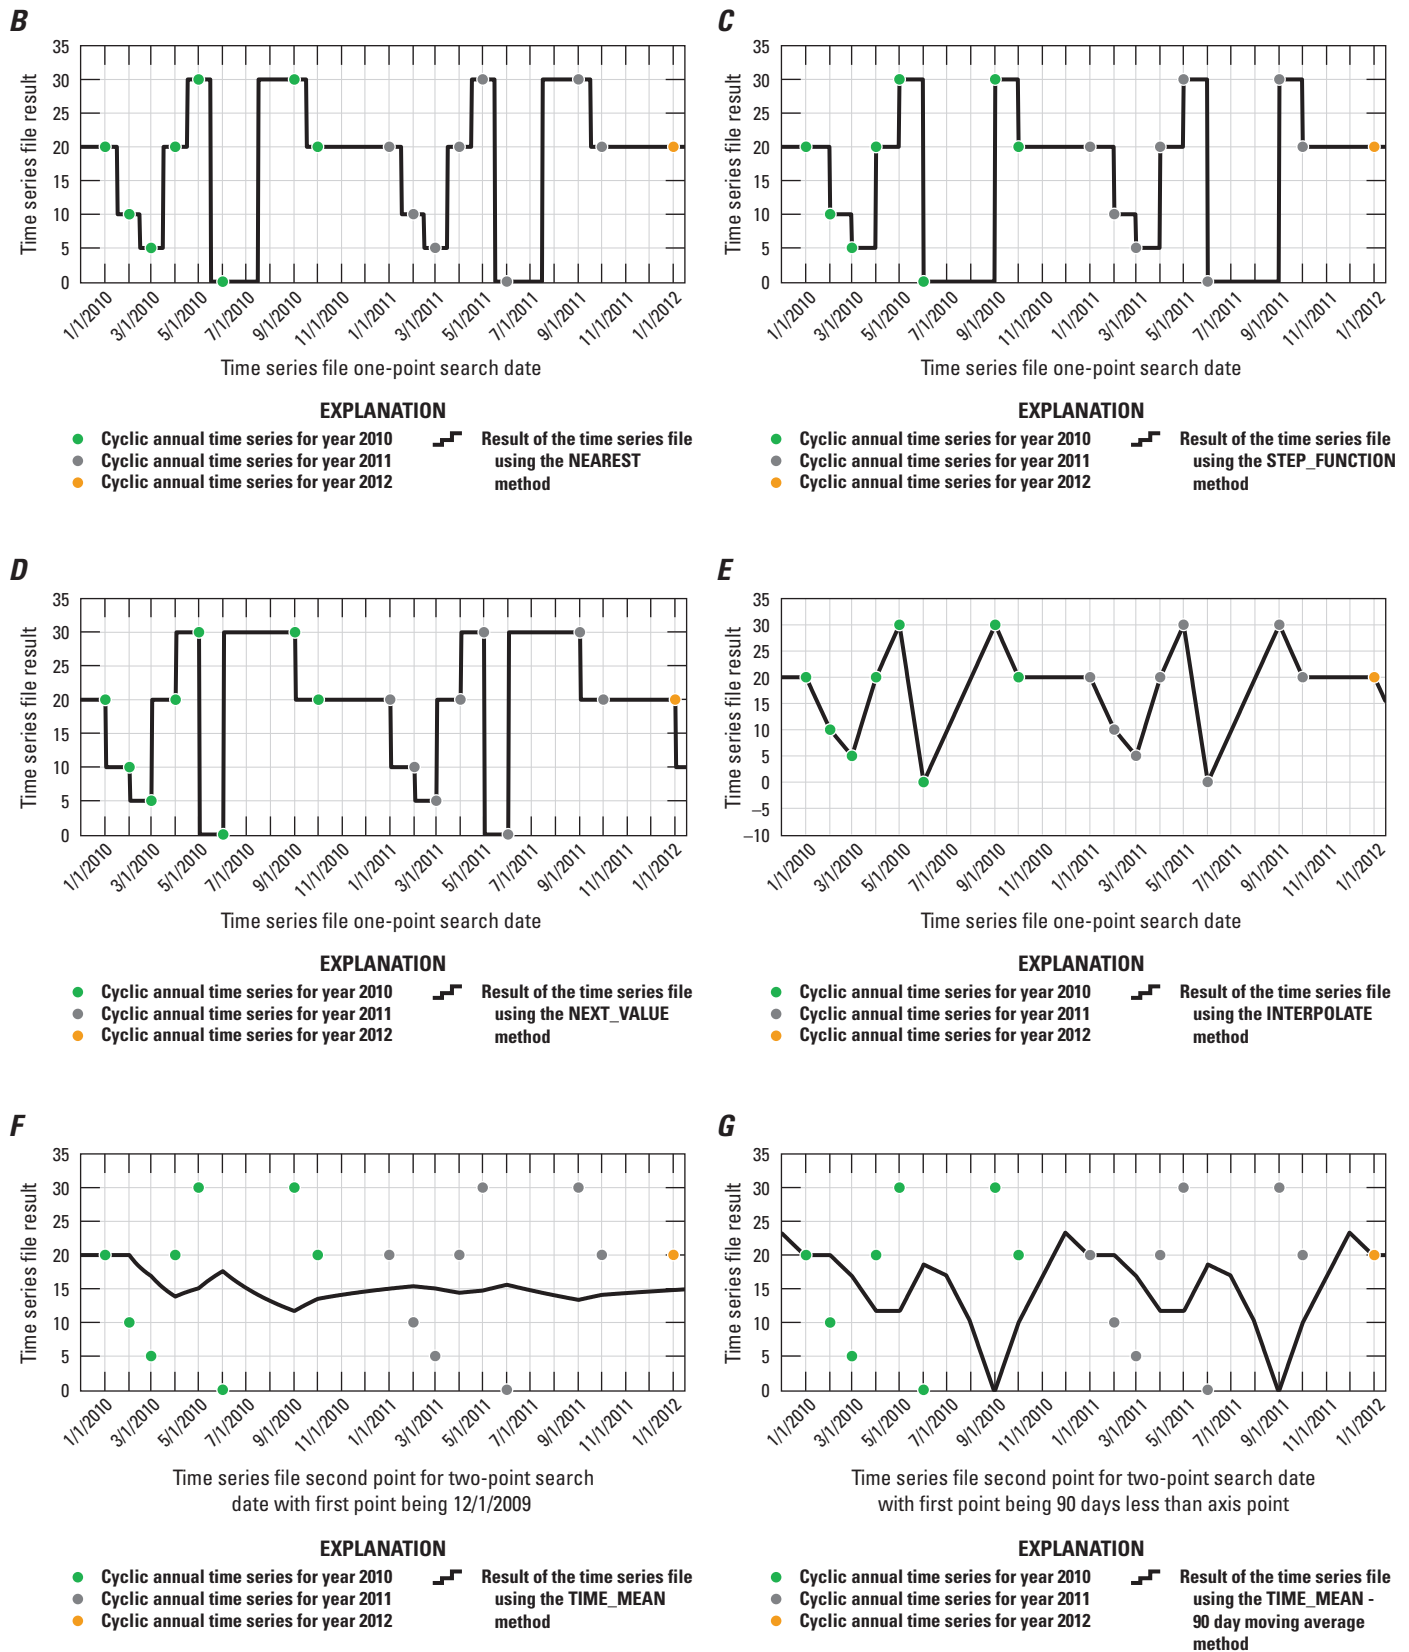 B
35
30
25
20
15
10
5
0
Time series file result
1/1/2010
3/1/2010
5/1/2010
7/1/2010
9/1/2010
11/1/2010
1/1/2011
3/1/2011
5/1/2011
7/1/2011
9/1/2011
11/1/2011
1/1/2012
Time series file one-point search date
EXPLANATION
Cyclic annual time series for year 2010
Cyclic annual time series for year 2011
Cyclic annual time series for year 2012
Result of the time series file
using the NEAREST
method
C
35
30
25
20
15
10
5
0
Time series file result
1/1/2010
3/1/2010
5/1/2010
7/1/2010
9/1/2010
11/1/2010
1/1/2011
3/1/2011
5/1/2011
7/1/2011
9/1/2011
11/1/2011
1/1/2012
Time series file one-point search date
EXPLANATION
Cyclic annual time series for year 2010
Cyclic annual time series for year 2011
Cyclic annual time series for year 2012
Result of the time series file
using the STEP_FUNCTION
method
D
35
30
25
20
15
10
5
0
Time series file result
1/1/2010
3/1/2010
5/1/2010
7/1/2010
9/1/2010
11/1/2010
1/1/2011
3/1/2011
5/1/2011
7/1/2011
9/1/2011
11/1/2011
1/1/2012
Time series file one-point search date
EXPLANATION
Cyclic annual time series for year 2010
Cyclic annual time series for year 2011
Cyclic annual time series for year 2012
Result of the time series file
using the NEXT_VALUE
method
E
35
30
25
20
15
10
5
0
−5
−10
Time series file result
1/1/2010
3/1/2010
5/1/2010
7/1/2010
9/1/2010
11/1/2010
1/1/2011
3/1/2011
5/1/2011
7/1/2011
9/1/2011
11/1/2011
1/1/2012
Time series file one-point search date
EXPLANATION
Cyclic annual time series for year 2010
Cyclic annual time series for year 2011
Cyclic annual time series for year 2012
Result of the time series file
using the INTERPOLATE
method
F
35
30
25
20
15
10
5
0
Time series file result
1/1/2010
3/1/2010
5/1/2010
7/1/2010
9/1/2010
11/1/2010
1/1/2011
3/1/2011
5/1/2011
7/1/2011
9/1/2011
11/1/2011
1/1/2012
Time series file second point for two-point search
date with first point being 12/1/2009
EXPLANATION
Cyclic annual time series for year 2010
Cyclic annual time series for year 2011
Cyclic annual time series for year 2012
Result of the time series file
using the TIME_MEAN
method
G
35
30
25
20
15
10
5
0
Time series file result
1/1/2010
3/1/2010
5/1/2010
7/1/2010
9/1/2010
11/1/2010
1/1/2011
3/1/2011
5/1/2011
7/1/2011
9/1/2011
11/1/2011
1/1/2012
Time series file second point for two-point search date
with first point being 90 days less than axis point
EXPLANATION
Cyclic annual time series for year 2010
Cyclic annual time series for year 2011
Cyclic annual time series for year 2012
Result of the time series file
using the TIME_MEAN -
90 day moving average
method